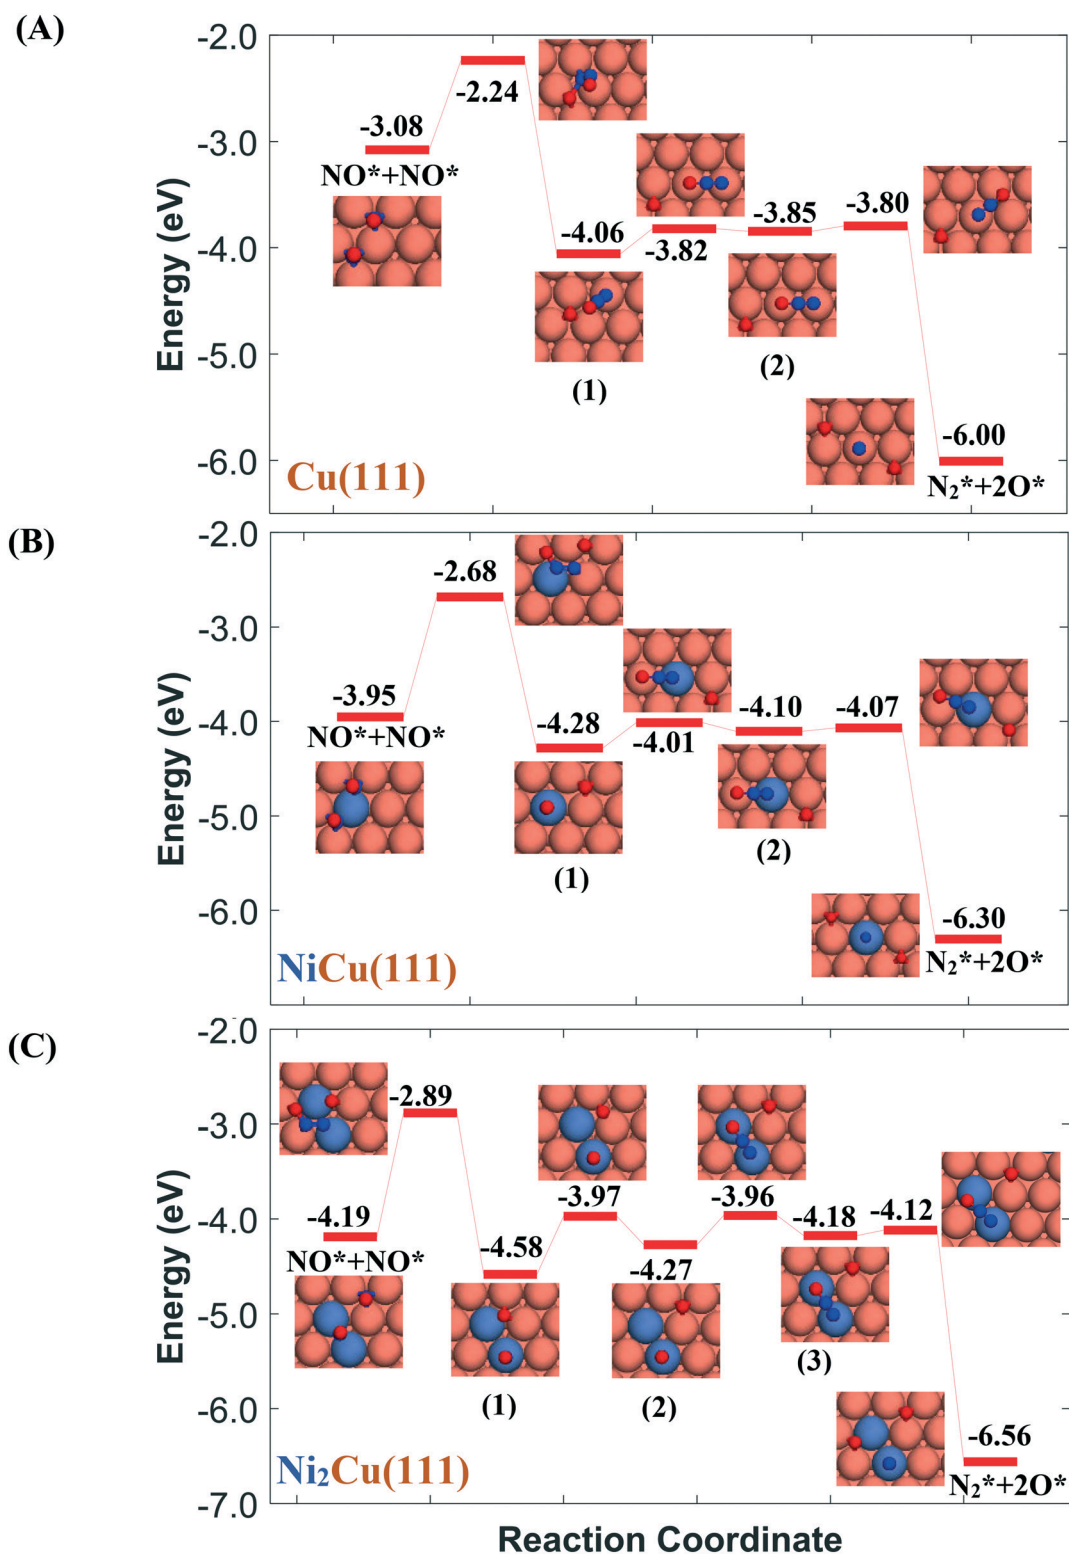 (A)
Energy (eV)
-2.0
-3.0
-4.0
-5.0
-6.0
-3.08
NO*+NO*
-2.24
-4.06
(1)
-3.82
-3.85
(2)
-3.80
-6.00
N₂*+2O*
Cu(111)
(B)
Energy (eV)
-2.0
-3.0
-4.0
-5.0
-6.0
-3.95
NO*+NO*
-2.68
-4.28
(1)
-4.01
-4.10
(2)
-4.07
-6.30
N₂*+2O*
NiCu(111)
(C)
Energy (eV)
-2.0
-3.0
-4.0
-5.0
-6.0
-7.0
-4.19
NO*+NO*
-2.89
-4.58
(1)
-3.97
-4.27
(2)
-3.96
-4.18
(3)
-4.12
-6.56
N₂*+2O*
Ni₂Cu(111)
Reaction Coordinate